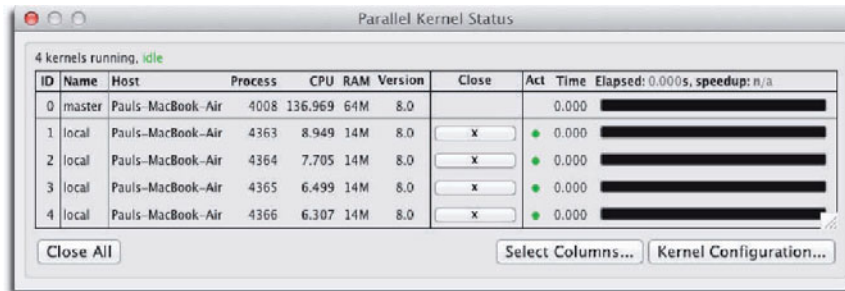 Parallel Kernel Status
4 kernels running, idle
ID Name Host Process CPU RAM Version Close Act Time Elapsed: 0.000s, speedup: n/a
0 master Pauls-MacBook-Air 4008 136.969 64M 8.0 0.000
1 local Pauls-MacBook-Air 4363 8.949 14M 8.0 x 0.000
2 local Pauls-MacBook-Air 4364 7.705 14M 8.0 x 0.000
3 local Pauls-MacBook-Air 4365 6.499 14M 8.0 x 0.000
4 local Pauls-MacBook-Air 4366 6.307 14M 8.0 x 0.000
Close All Select Columns... Kernel Configuration...